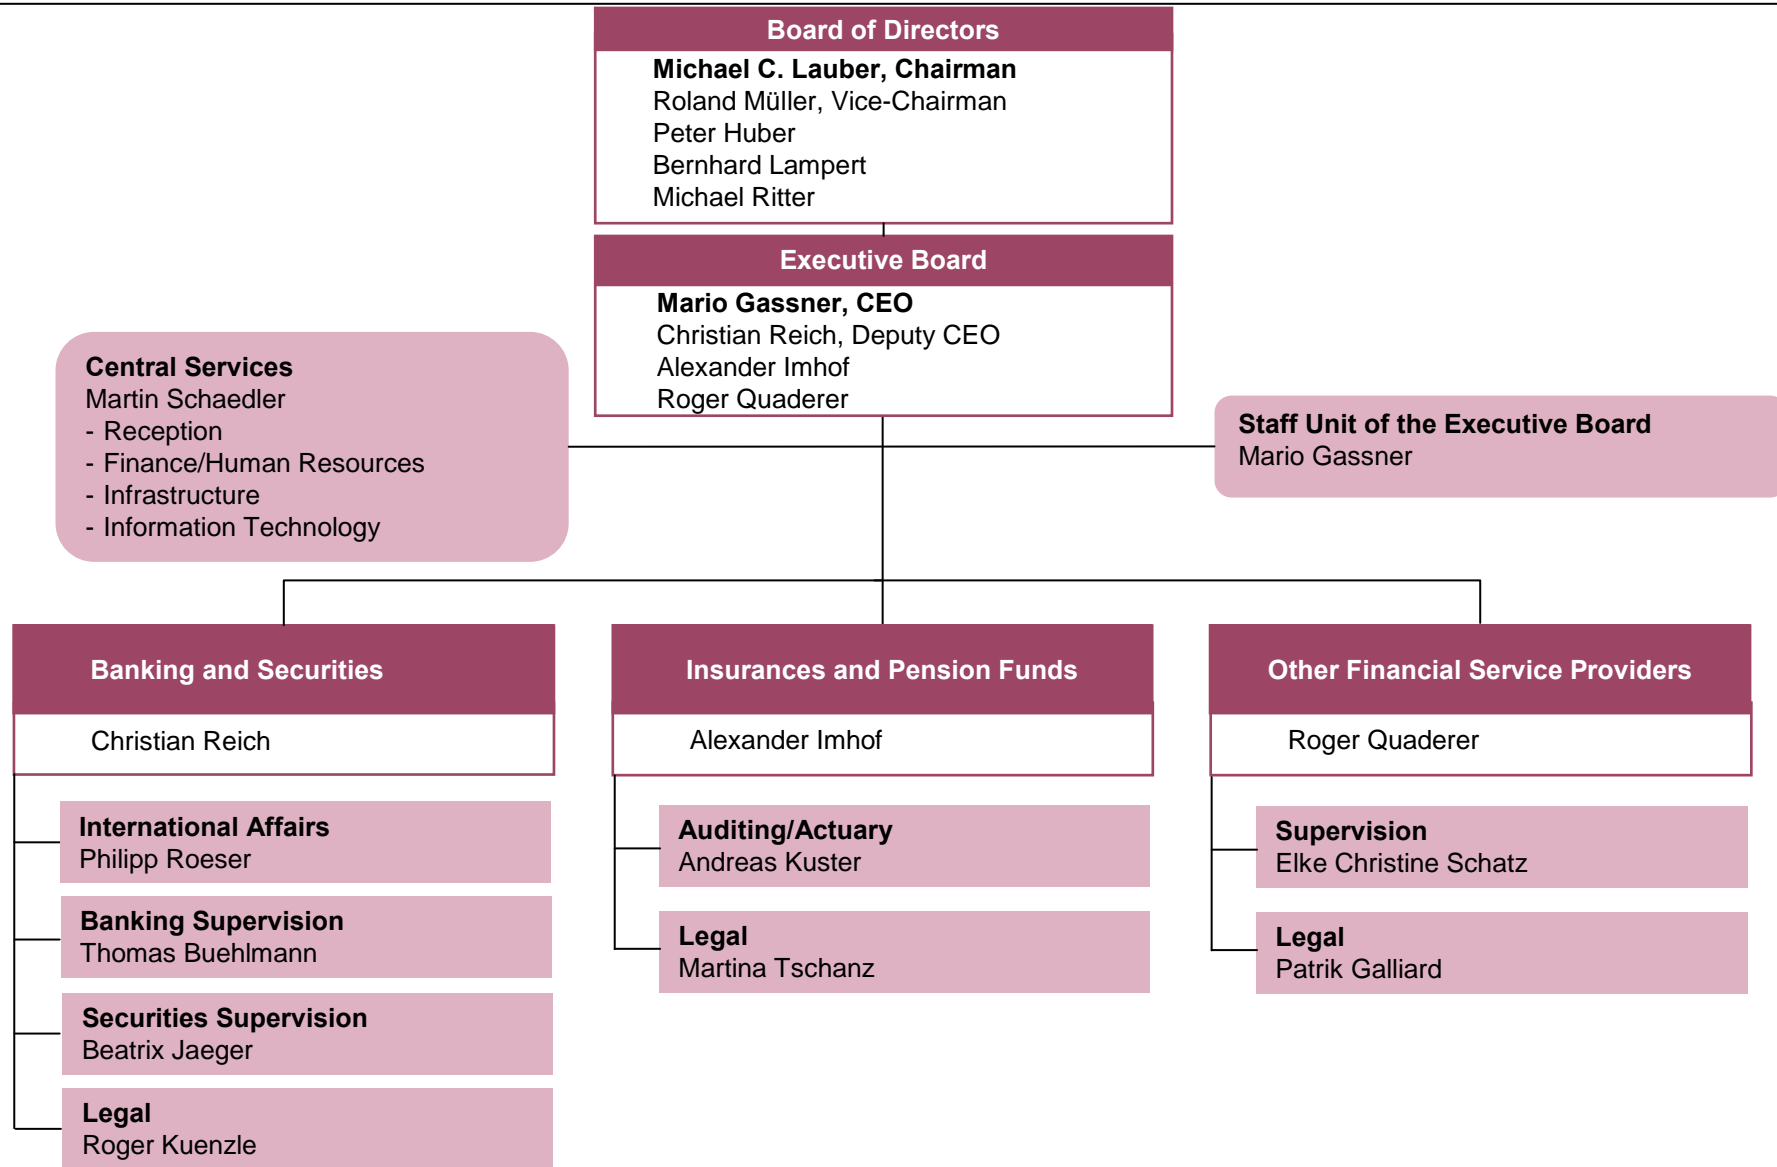 Board of Directors
Michael C. Lauber, Chairman
Roland Müller, Vice-Chairman
Peter Huber
Bernhard Lampert
Michael Ritter
Executive Board
Mario Gassner, CEO
Christian Reich, Deputy CEO
Alexander Imhof
Roger Quaderer
Central Services
Martin Schaedler
- Reception
- Finance/Human Resources
- Infrastructure
- Information Technology
Staff Unit of the Executive Board
Mario Gassner
Banking and Securities
Christian Reich
International Affairs
Philipp Roeser
Banking Supervision
Thomas Buehlmann
Securities Supervision
Beatrix Jaeger
Legal
Roger Kuenzle
Insurances and Pension Funds
Alexander Imhof
Auditing/Actuary
Andreas Kuster
Legal
Martina Tschanz
Other Financial Service Providers
Roger Quaderer
Supervision
Elke Christine Schatz
Legal
Patrik Galliard